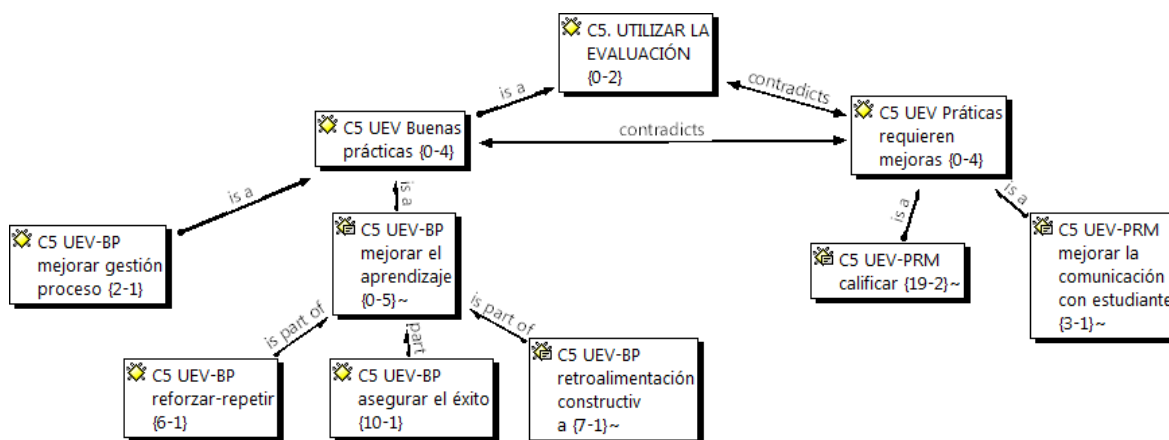 C5. UTILIZAR LA
EVALUACIÓN
{0-2}
is a
contradicts
C5 UEV Buenas
prácticas {0-4}
contradicts
C5 UEV Práticas
requieren
mejoras {0-4}
is a
is a
is a
is a
C5 UEV-BP
mejorar gestión
proceso {2-1}
C5 UEV-BP
mejorar el
aprendizaje
{0-5}~
C5 UEV-PRM
calificar {19-2}~
C5 UEV-PRM
mejorar la
comunicación
con estudiante
{3-1}~
is part of
part
is part of
C5 UEV-BP
reforzar-repetir
{6-1}
C5 UEV-BP
asegurar el éxito
{10-1}
C5 UEV-BP
retroalimentación
constructiv
a {7-1}~